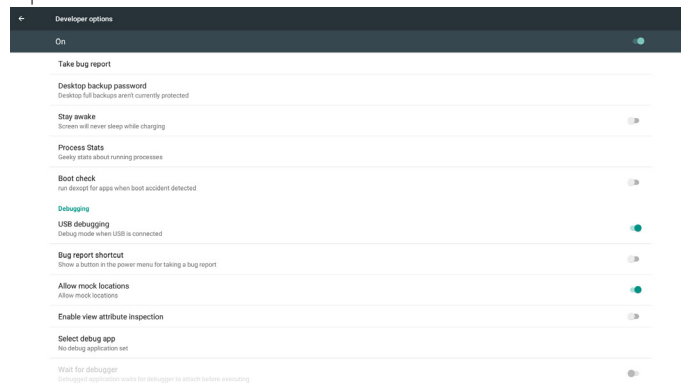 Developer options
On
Take bug report
Desktop backup password
Desktop full backups aren't currently protected
Stay awake
Screen will never sleep while charging
Process Stats
Geeky stats about running processes
Boot check
run dexopt for apps when boot accident detected
Debugging
USB debugging
Debug mode when USB is connected
Bug report shortcut
Show a button in the power menu for taking a bug report
Allow mock locations
Allow mock locations
Enable view attribute inspection
Select debug app
No debug application set
Wait for debugger
Debugged application waits for debugger to attach before executing